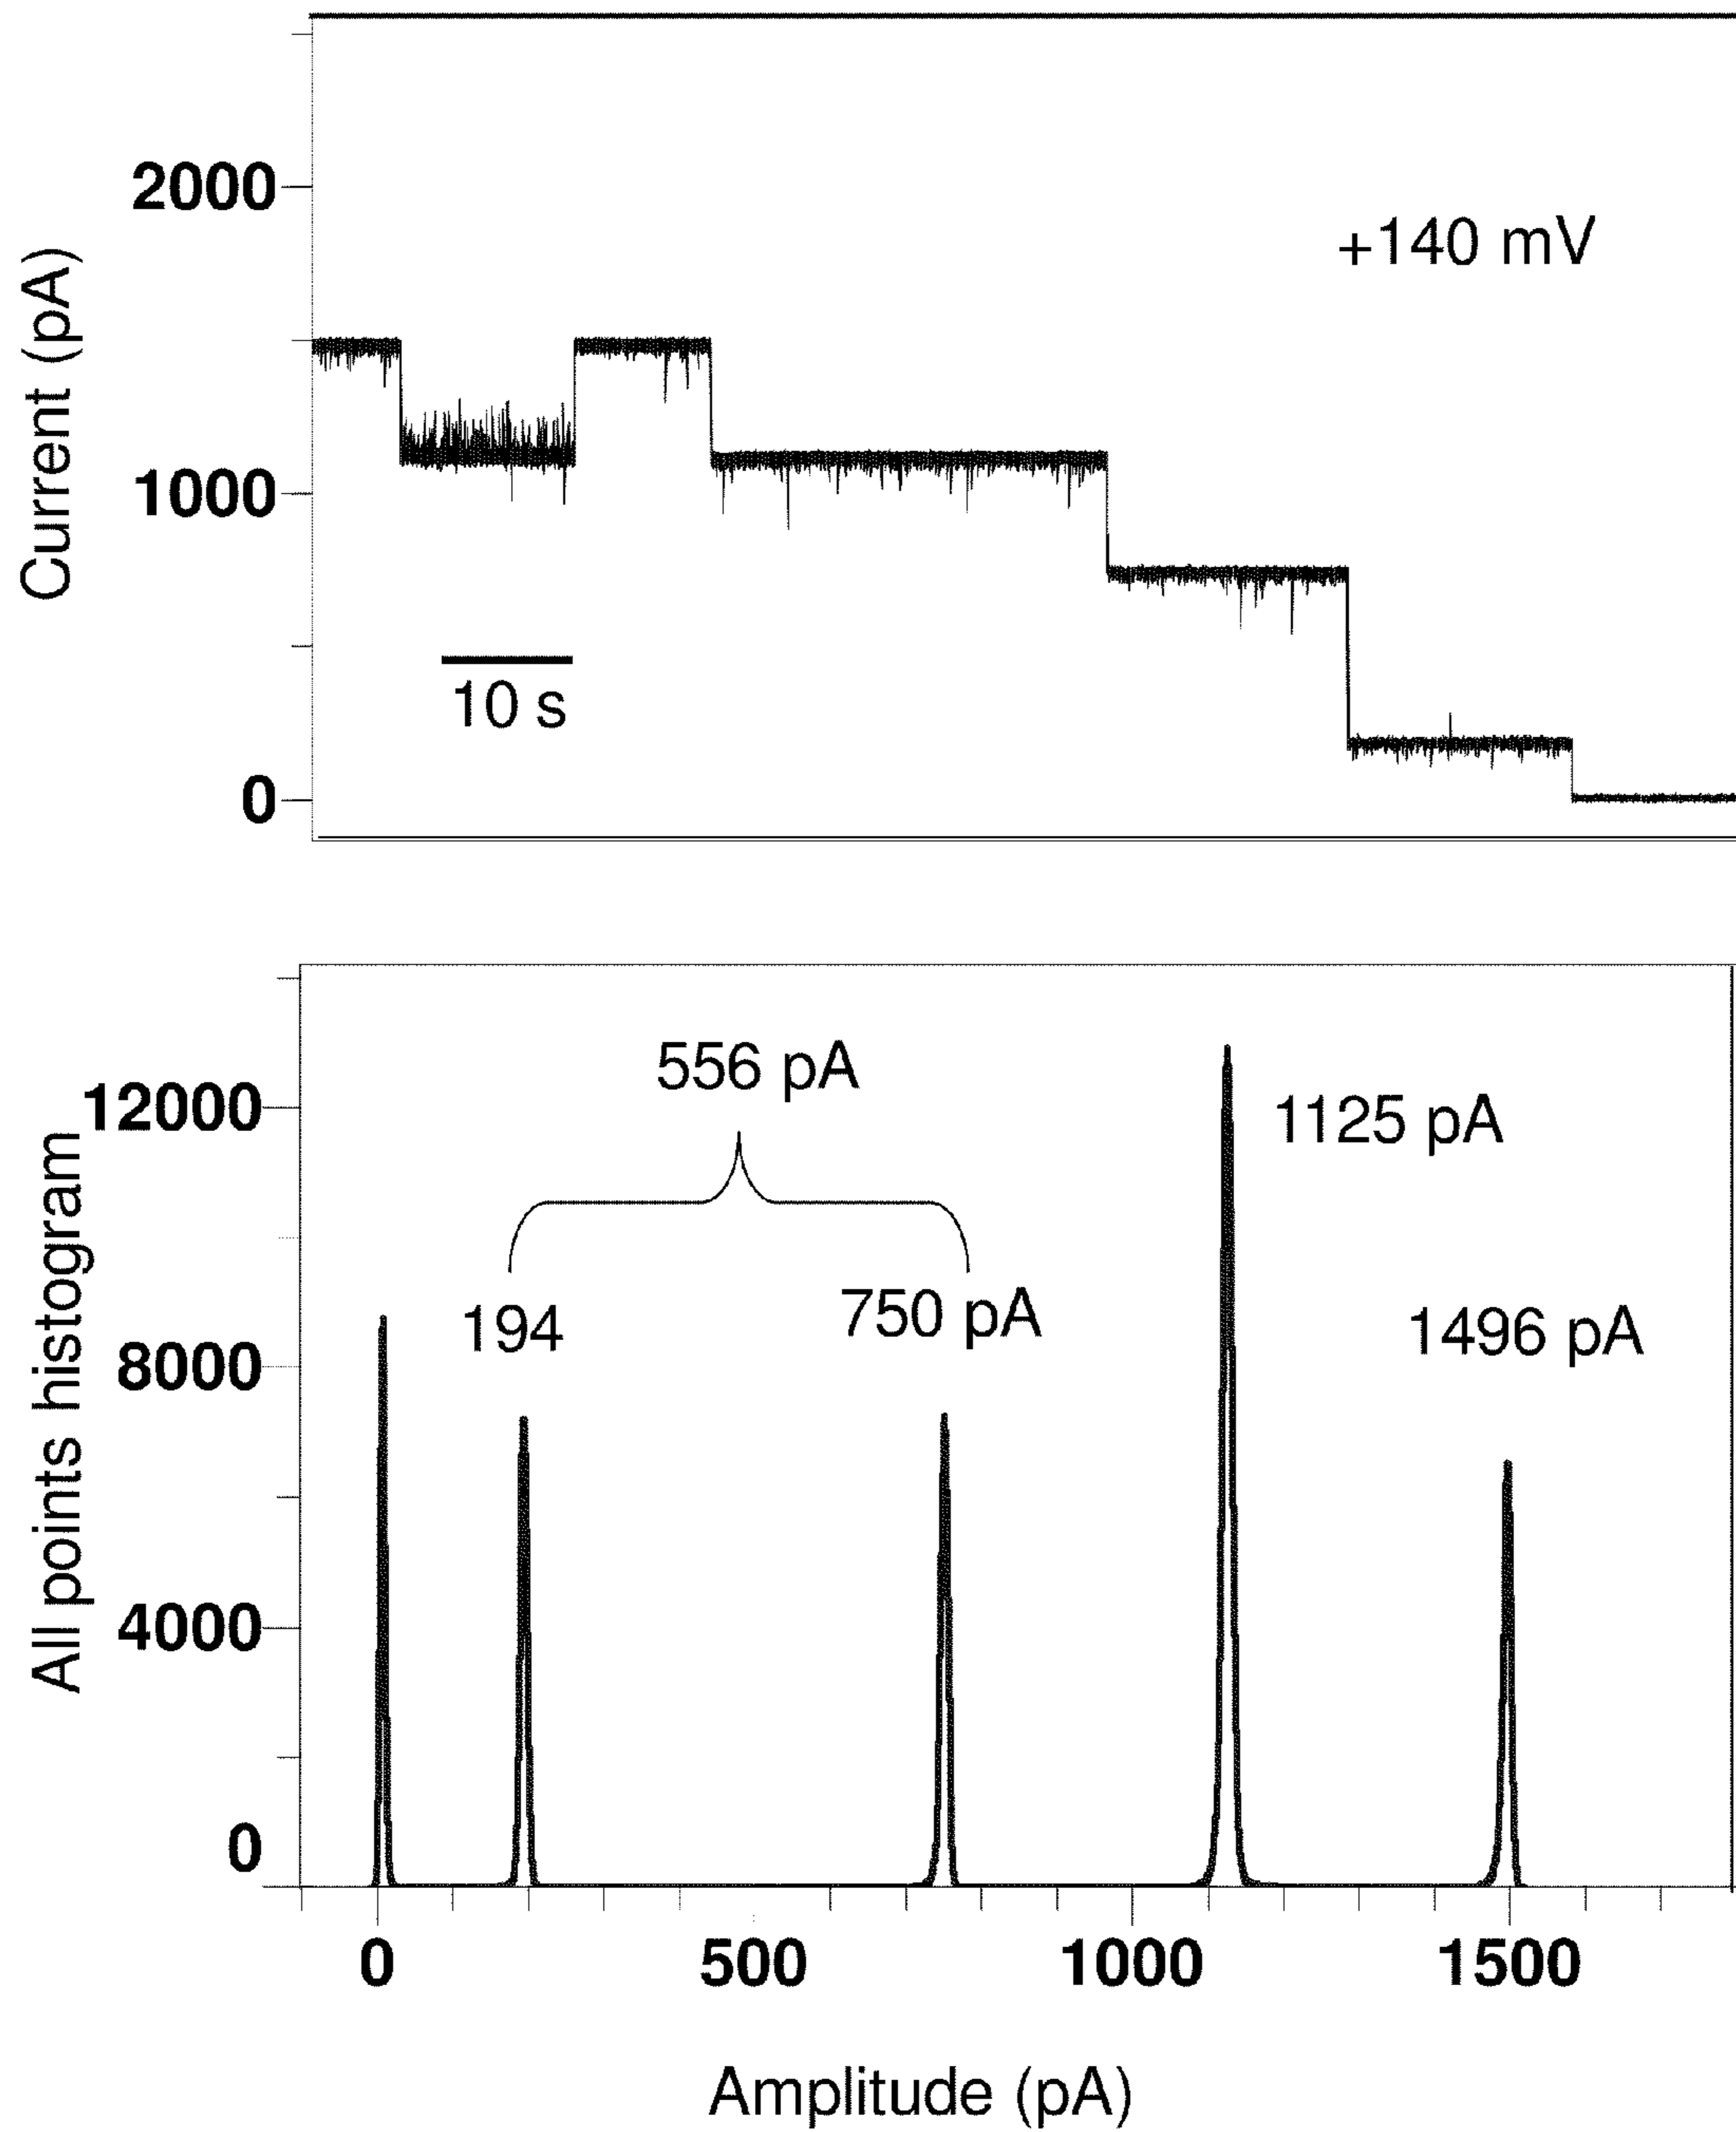 Current (pA)
2000
1000
0
+140 mV
10 s
All points histogram
12000
8000
4000
0
556 pA
194
750 pA
1125 pA
1496 pA
0
500
1000
1500
Amplitude (pA)